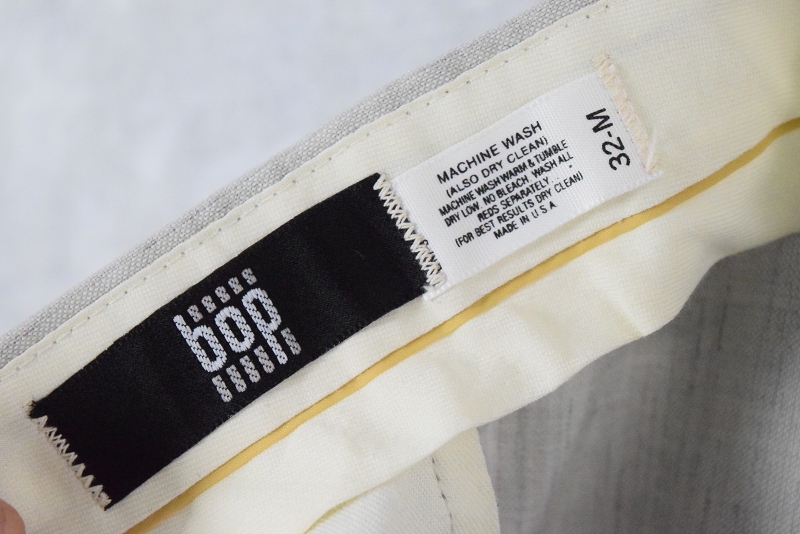 bop
MACHINE WASH
(ALSO DRY CLEAN)
MACHINE WASH WARM & TUMBLE
DRY LOW. NO BLEACH WASH ALL
REDS SEPARATELY...
(FOR BEST RESULTS DRY CLEAN)
MADE IN U.S.A.
32-M